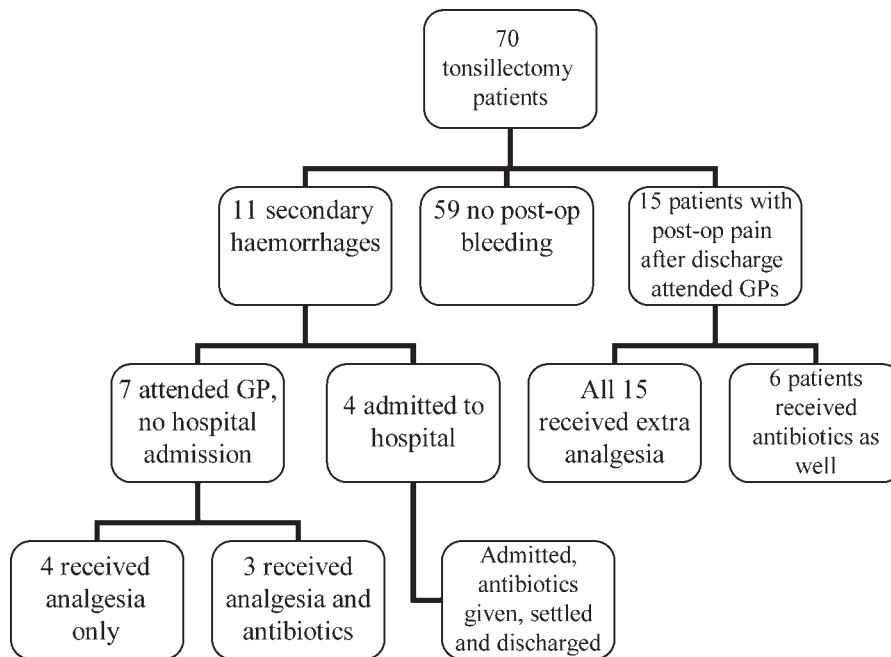 70
tonsillectomy
patients
11 secondary
haemorrhages
59 no post-op
bleeding
15 patients with
post-op pain
after discharge
attended GPs
7 attended GP,
no hospital
admission
4 admitted to
hospital
All 15
received extra
analgesia
6 patients
received
antibiotics as
well
4 received
analgesia
only
3 received
analgesia and
antibiotics
Admitted,
antibiotics
given, settled
and discharged